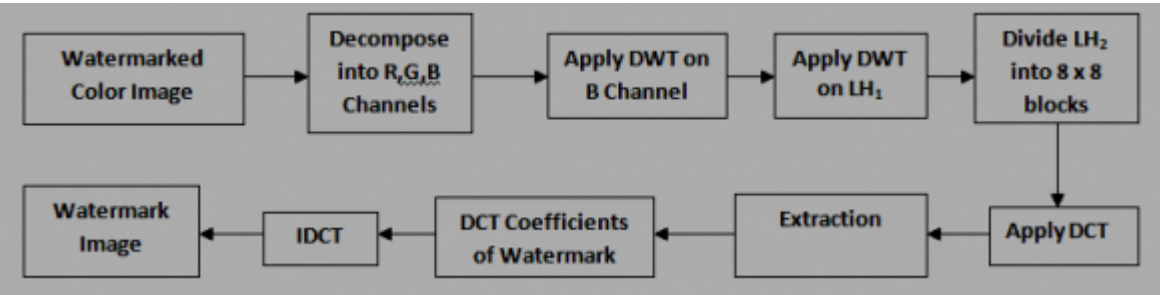 Watermarked
Color Image
Decompose
into R,G,B
Channels
Apply DWT on
B Channel
Apply DWT
on LH₁
Divide LH₂
into 8 x 8
blocks
Apply DCT
Extraction
DCT Coefficients
of Watermark
IDCT
Watermark
Image